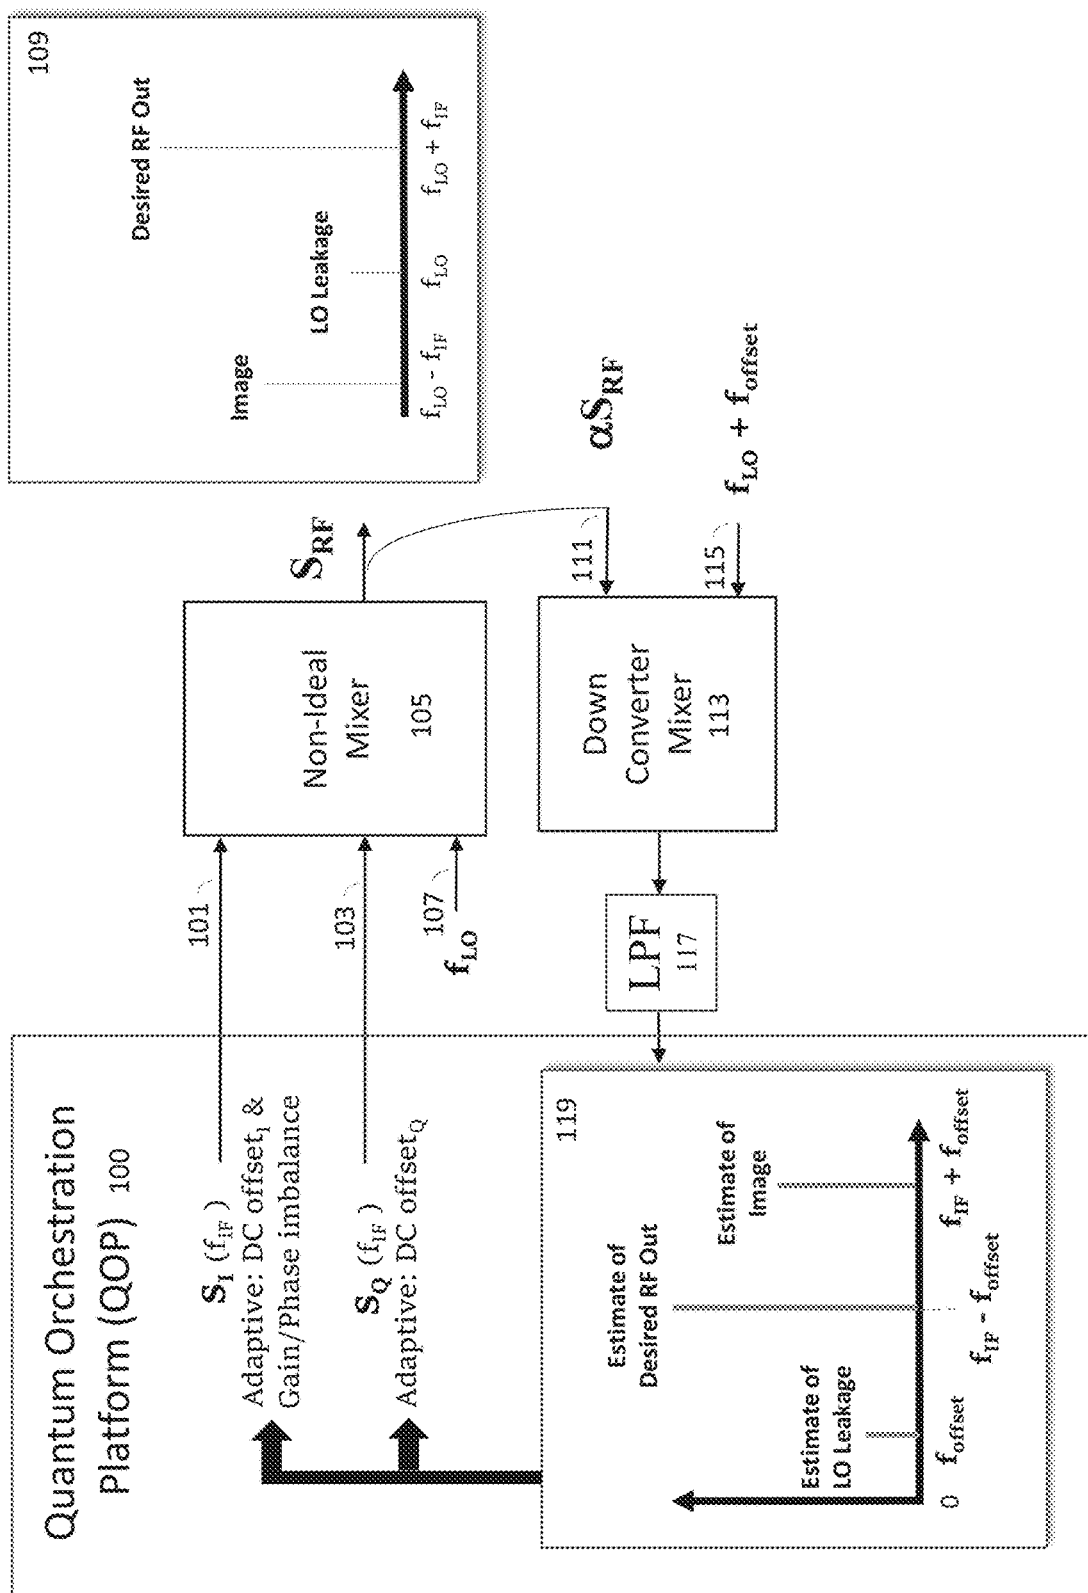 Quantum Orchestration
Platform (QOP) 100
S_I (f_IF)
Adaptive: DC offset_I &
Gain/Phase imbalance
S_Q (f_IF)
Adaptive: DC offset_Q
101
103
107
f_LO
Non-Ideal
Mixer
105
S_RF
109
Image
LO Leakage
Desired RF Out
f_LO - f_IF
f_LO
f_LO + f_IF
αS_RF
111
115
f_LO + f_offset
Down
Converter
Mixer
113
LPF
117
119
Estimate of
LO Leakage
Estimate of
Desired RF Out
Estimate of
Image
0
f_offset
f_IF - f_offset
f_IF + f_offset